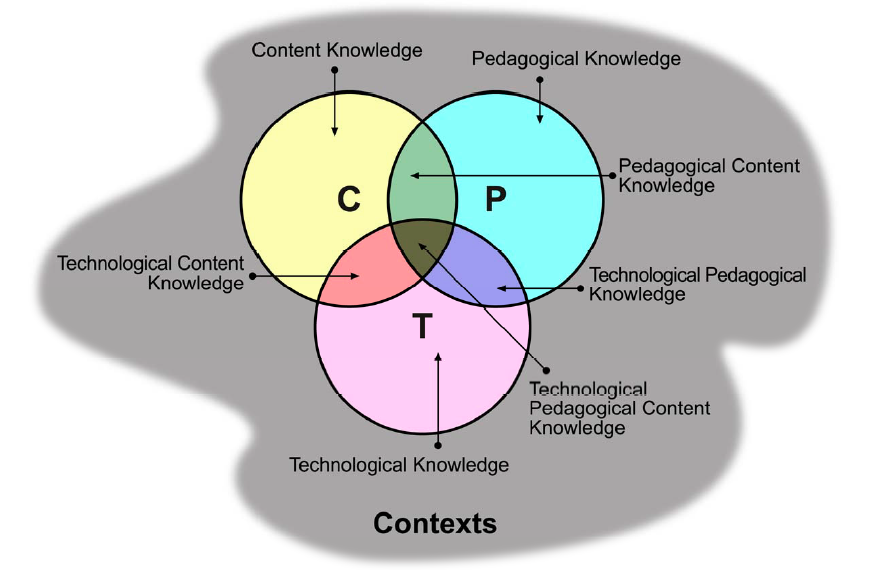 Content Knowledge
Pedagogical Knowledge
Pedagogical Content
Knowledge
C
P
Technological Content
Knowledge
Technological Pedagogical
Knowledge
T
Technological
Pedagogical Content
Knowledge
Technological Knowledge
Contexts